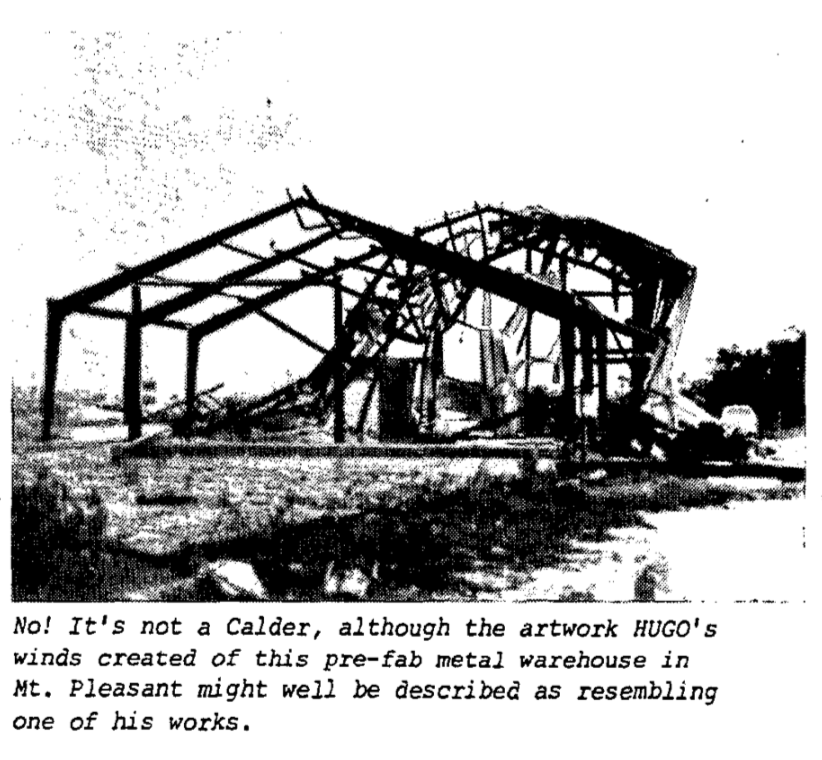 No! It's not a Calder, although the artwork HUGO's
winds created of this pre-fab metal warehouse in
Mt. Pleasant might well be described as resembling
one of his works.